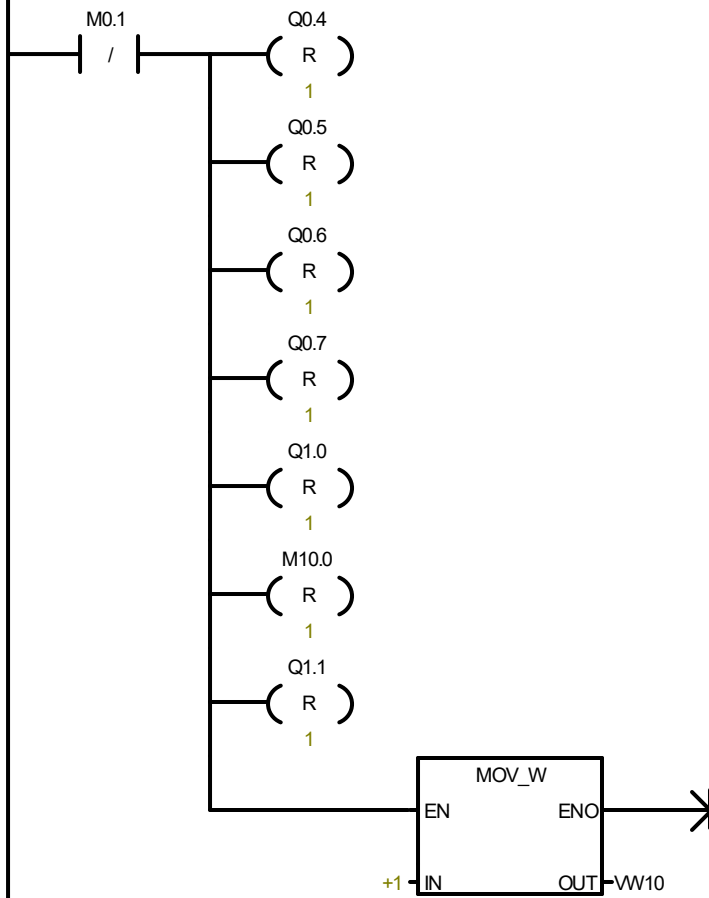 M0.1
/
Q0.4
R
1
Q0.5
R
1
Q0.6
R
1
Q0.7
R
1
Q1.0
R
1
M10.0
R
1
Q1.1
R
1
MOV_W
EN ENO
+1 IN OUT VW10